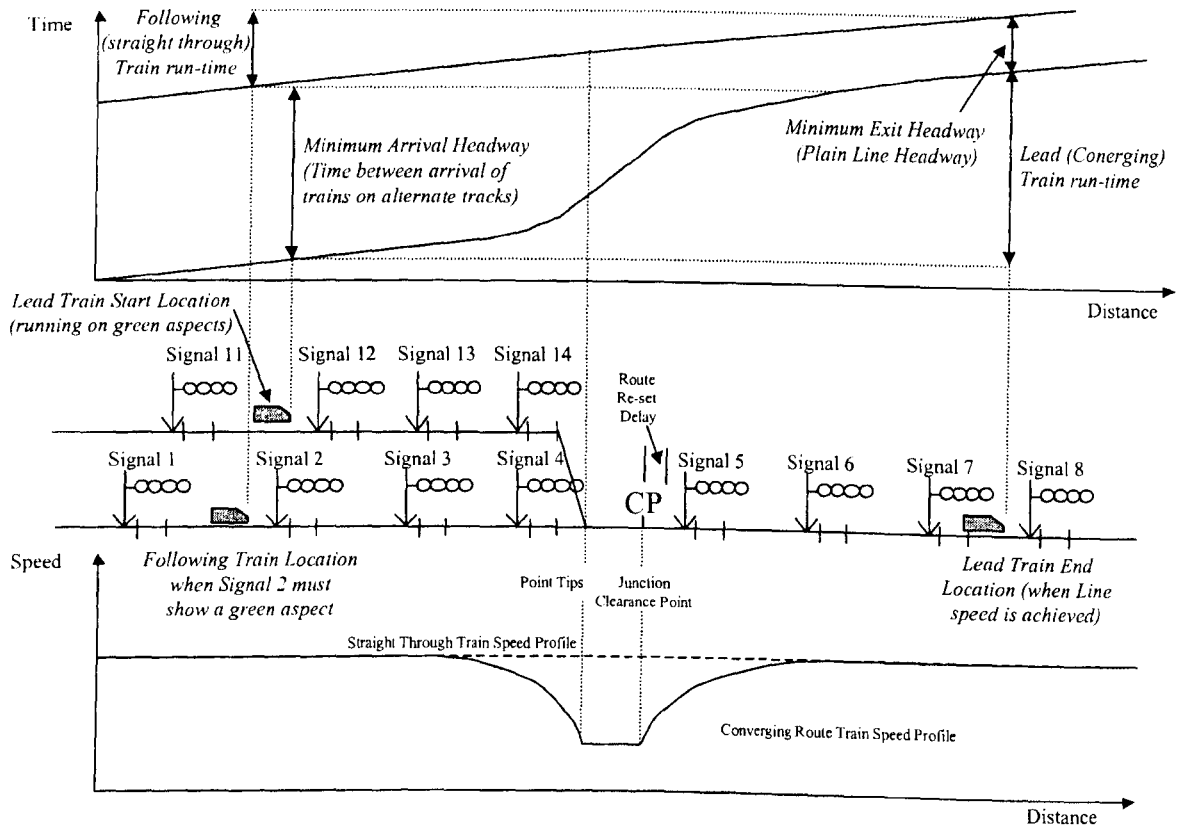 Time
Following
(straight through)
Train run-time
Minimum Arrival Headway
(Time between arrival of
trains on alternate tracks)
Minimum Exit Headway
(Plain Line Headway)
Lead (Conerging)
Train run-time
Distance
Lead Train Start Location
(running on green aspects)
Signal 11
Signal 12
Signal 13
Signal 14
Route
Re-set
Delay
Signal 1
Signal 2
Signal 3
Signal 4
CP
Signal 5
Signal 6
Signal 7
Signal 8
Speed
Following Train Location
when Signal 2 must
show a green aspect
Point Tips
Junction
Clearance Point
Lead Train End
Location (when Line
speed is achieved)
Straight Through Train Speed Profile
Converging Route Train Speed Profile
Distance